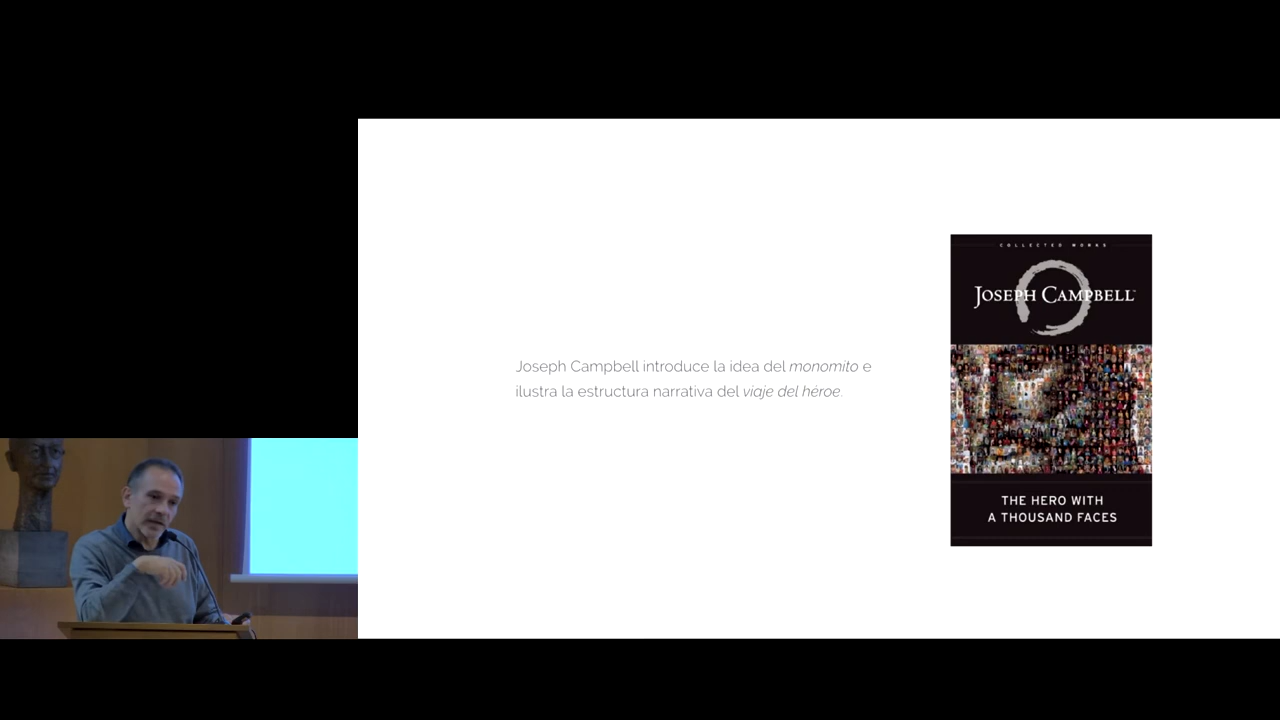 Joseph Campbell introduce la idea del monomito e
ilustra la estructura narrativa del viaje del héroe.
COLLECTED WORKS
JOSEPH CAMPBELL™
THE HERO WITH
A THOUSAND FACES